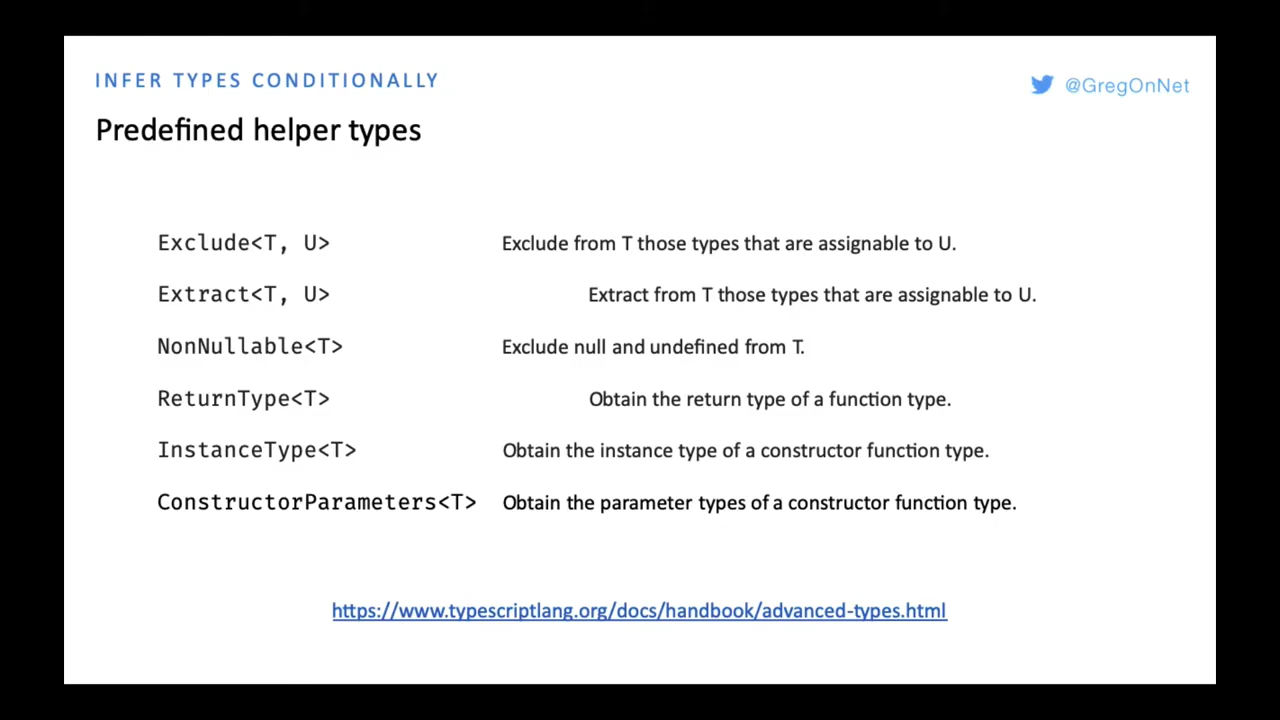 INFER TYPES CONDITIONALLY
@GregOnNet
Predefined helper types
Exclude<T, U> Exclude from T those types that are assignable to U.
Extract<T, U> Extract from T those types that are assignable to U.
NonNullable<T> Exclude null and undefined from T.
ReturnType<T> Obtain the return type of a function type.
InstanceType<T> Obtain the instance type of a constructor function type.
ConstructorParameters<T> Obtain the parameter types of a constructor function type.
https://www.typescriptlang.org/docs/handbook/advanced-types.html